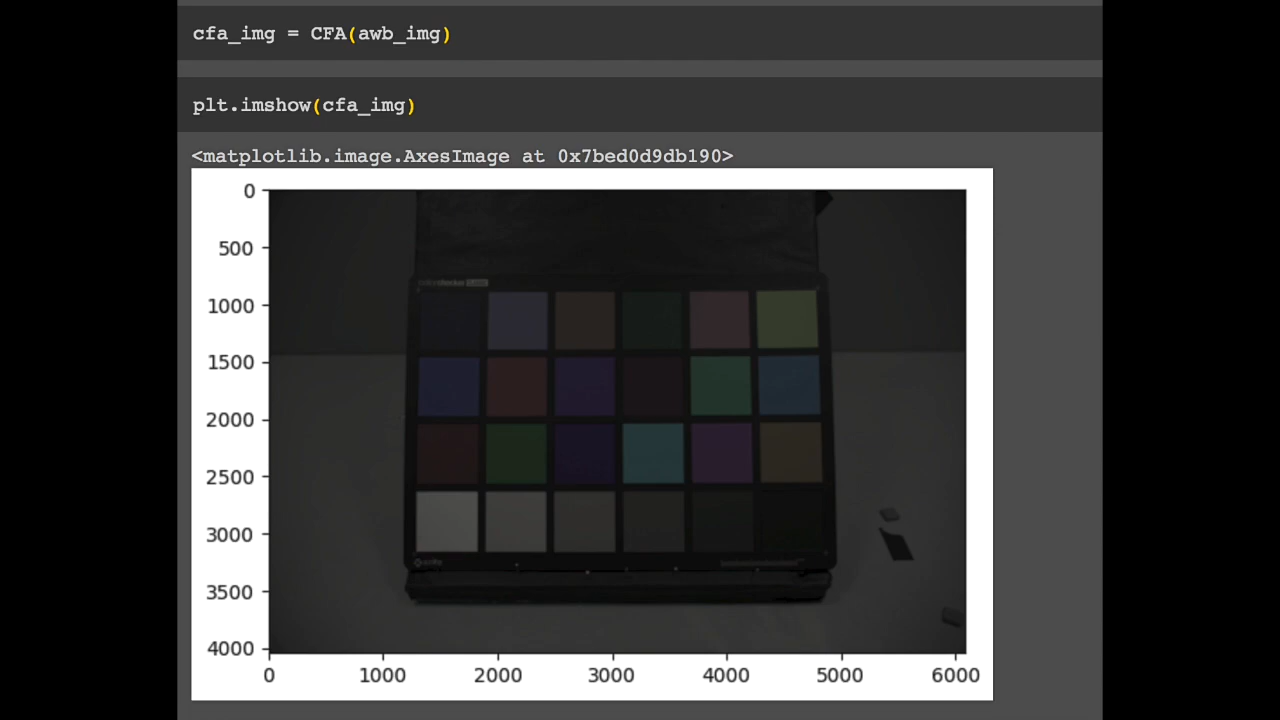 cfa_img = CFA(awb_img)
plt.imshow(cfa_img)
<matplotlib.image.AxesImage at 0x7bed0d9db190>
0
500
1000
1500
2000
2500
3000
3500
4000
0 1000 2000 3000 4000 5000 6000